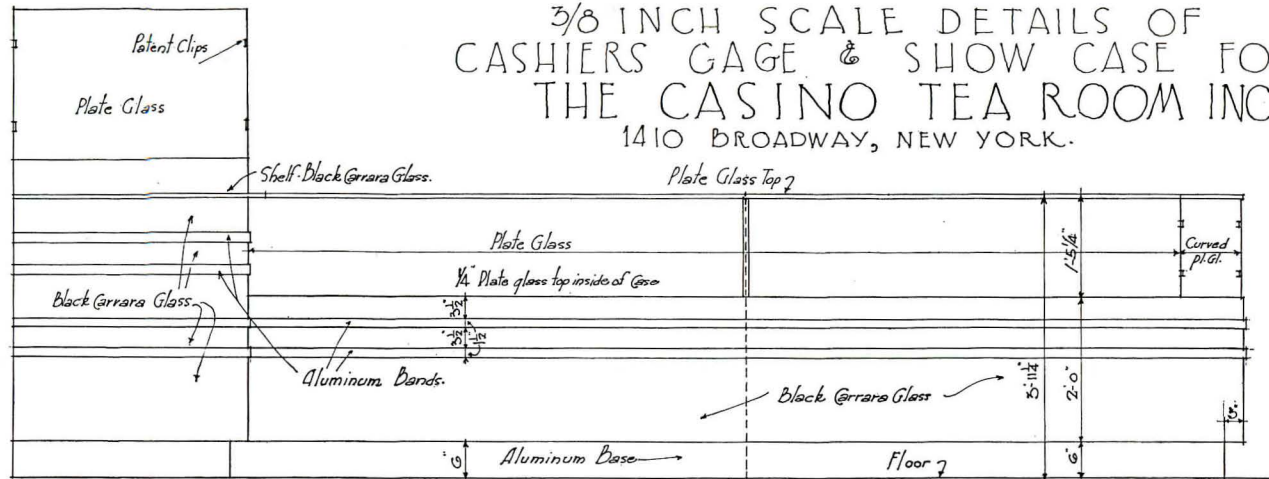 3/8 INCH SCALE DETAILS OF
CASHIERS GAGE & SHOW CASE FO
THE CASINO TEA ROOM INC
1410 BROADWAY, NEW YORK.
Patent Clips
Plate Glass
Shelf-Black Carrara Glass.
Plate Glass Top
Plate Glass
1'-5 1/4"
Curved
pl.Gl.
1/4" Plate glass top inside of Case
Black Carrara Glass
3 1/2"
3 1/2"
1 1/2"
Aluminum Bands.
Black Carrara Glass
3'-11 1/4"
2'-0"
6"
Aluminum Base
Floor
6"